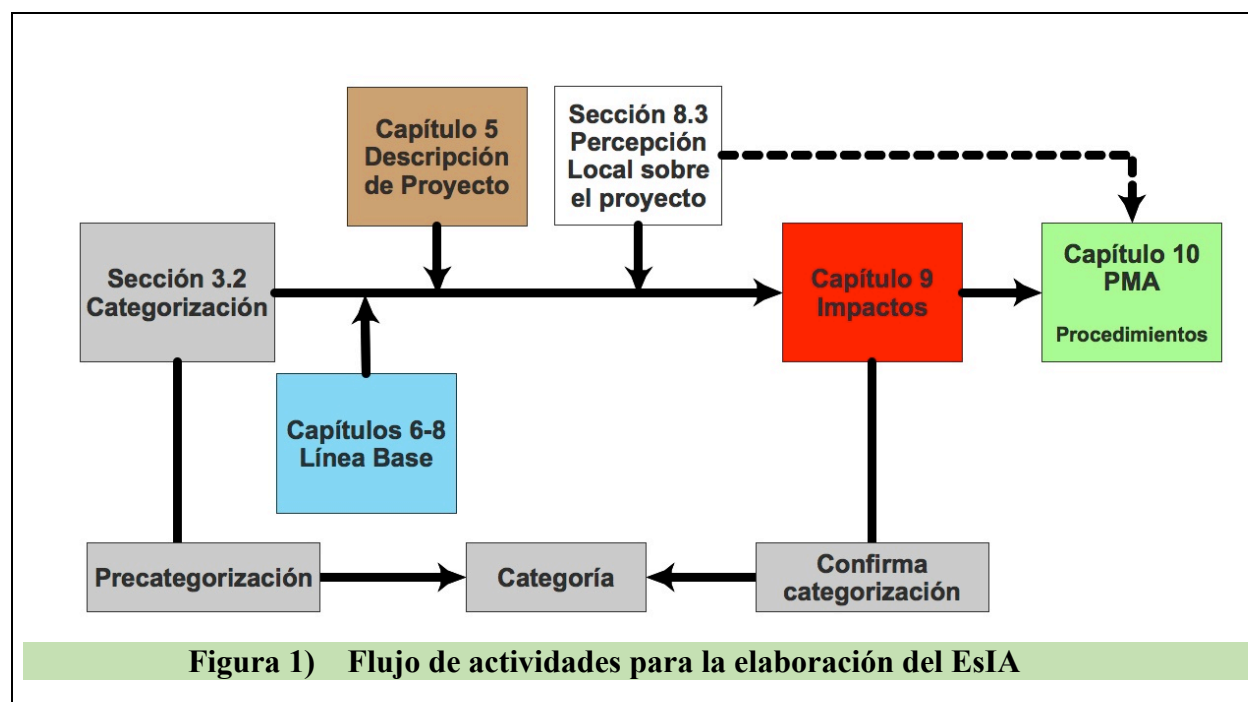 Sección 3.2
Categorización
Capítulo 5
Descripción
de Proyecto
Sección 8.3
Percepción
Local sobre
el proyecto
Capítulos 6-8
Línea Base
Capítulo 9
Impactos
Capítulo 10
PMA
Procedimientos
Precategorización
Categoría
Confirma
categorización
Figura 1) Flujo de actividades para la elaboración del EsIA